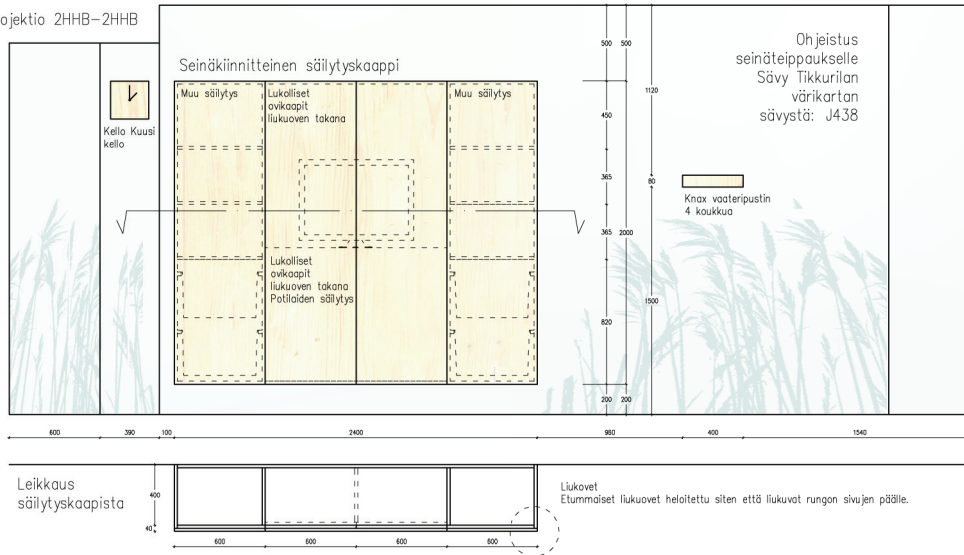 ojektio 2HHB-2HHB
Seinäkiinnitteinen säilytyskaappi
Ohjeistus
seinäteippaukselle
Sävy Tikkurilan
värikartan
sävystä: J438
Muu säilytys
Lukolliset
ovikaapit
liukuoven takana
Muu säilytys
Kello Kuusi
kello
Knax vaateripustin
4 koukkua
Lukolliset
ovikaapit
liukuoven takana
Potilaiden säilytys
500
500
1120
450
365
80
365
2000
1500
820
200
200
600
390
100
2400
960
400
1540
Leikkaus
säilytyskaapista
400
40
600
600
600
600
Liukovet
Etummaiset liukuovet heloitettu siten että liukuvat rungon sivujen päälle.